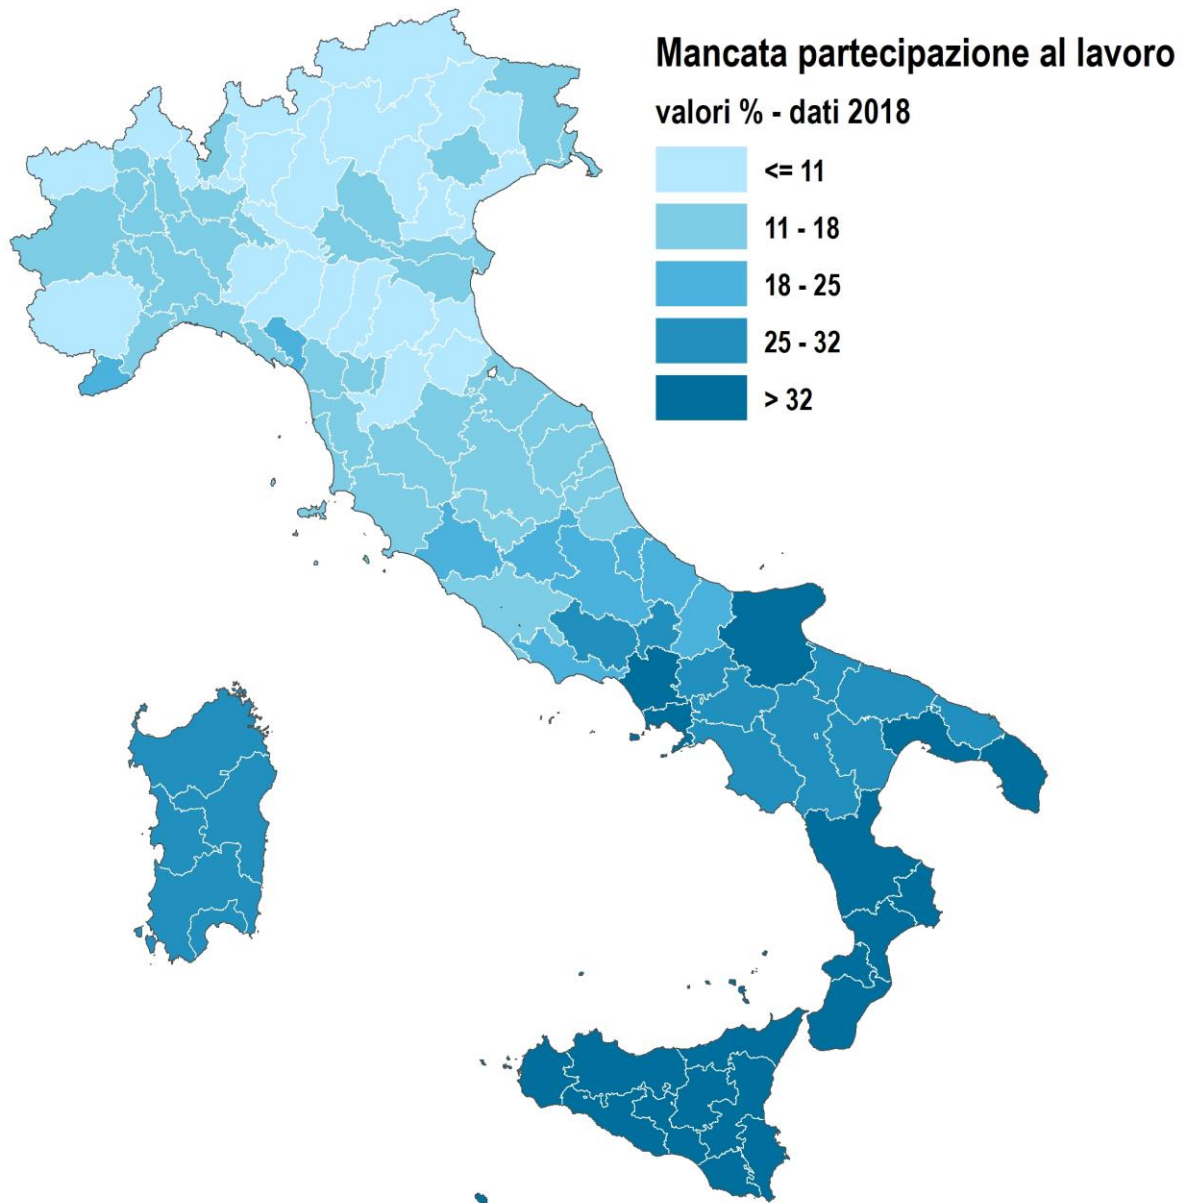 Mancata partecipazione al lavoro
valori % - dati 2018
<= 11
11 - 18
18 - 25
25 - 32
> 32